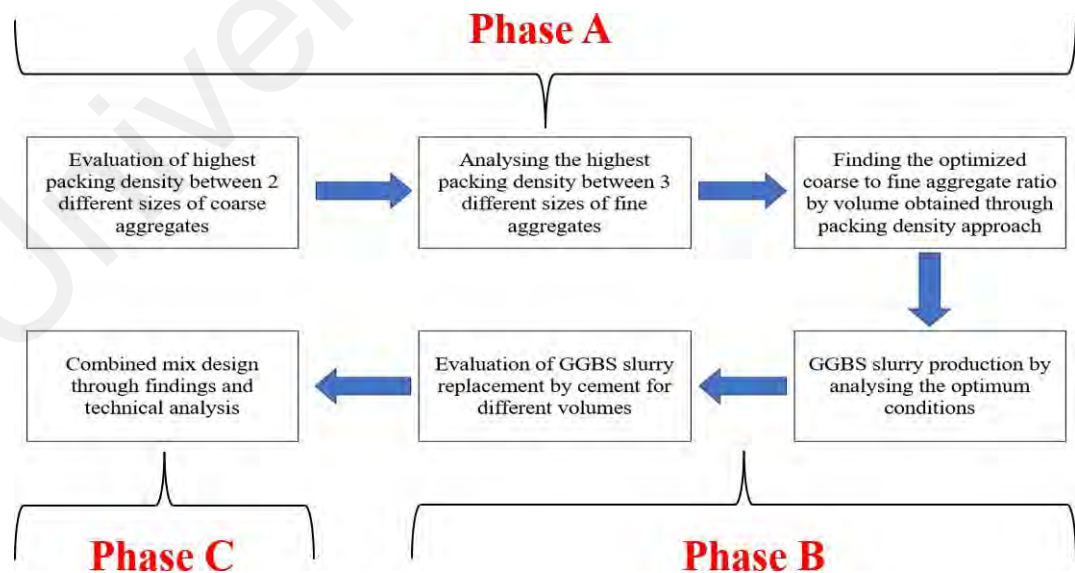 Phase A
Evaluation of highest
packing density between 2
different sizes of coarse
aggregates
Analysing the highest
packing density between 3
different sizes of fine
aggregates
Finding the optimized
coarse to fine aggregate ratio
by volume obtained through
packing density approach
GGBS slurry production by
analysing the optimum
conditions
Evaluation of GGBS slurry
replacement by cement for
different volumes
Combined mix design
through findings and
technical analysis
Phase C
Phase B